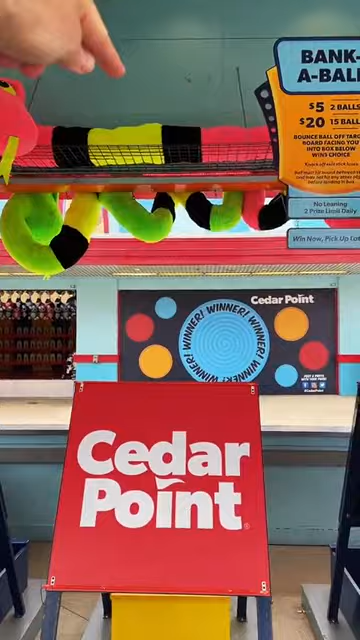 BANK-
A-BALL
$5 2 BALLS
$20 15 BALLS
BOUNCE BALL OFF TARGET
BOARD FACING YOU
INTO BOX BELOW
WINS CHOICE
No Leaning
2 Prize Limit Daily
Win Now, Pick Up Later
Cedar Point
WINNER! WINNER! WINNER! WINNER! WINNER!
Cedar
Point